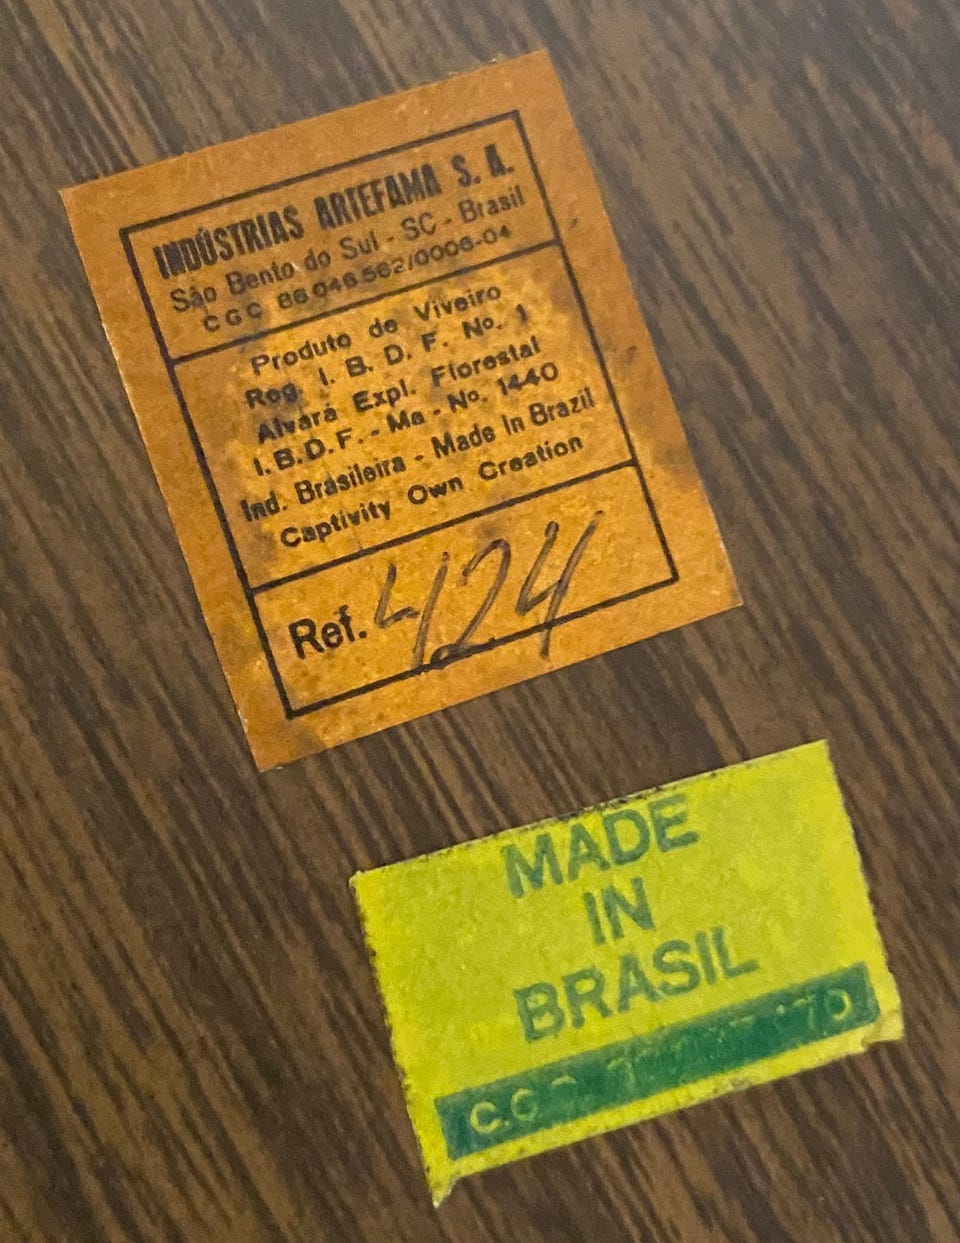 INDÚSTRIAS ARTEFAMA S. A.
São Bento do Sul - SC - Brasil
CGC 86 046 562/0006-04
Produto de Viveiro
Reg. I. B. D. F. No. 1
Alvará Expl. Florestal
I.B.D.F. - Ma - No. 1440
Ind. Brasileira - Made In Brazil
Captivity Own Creation
Ref. 424
MADE
IN
BRASIL